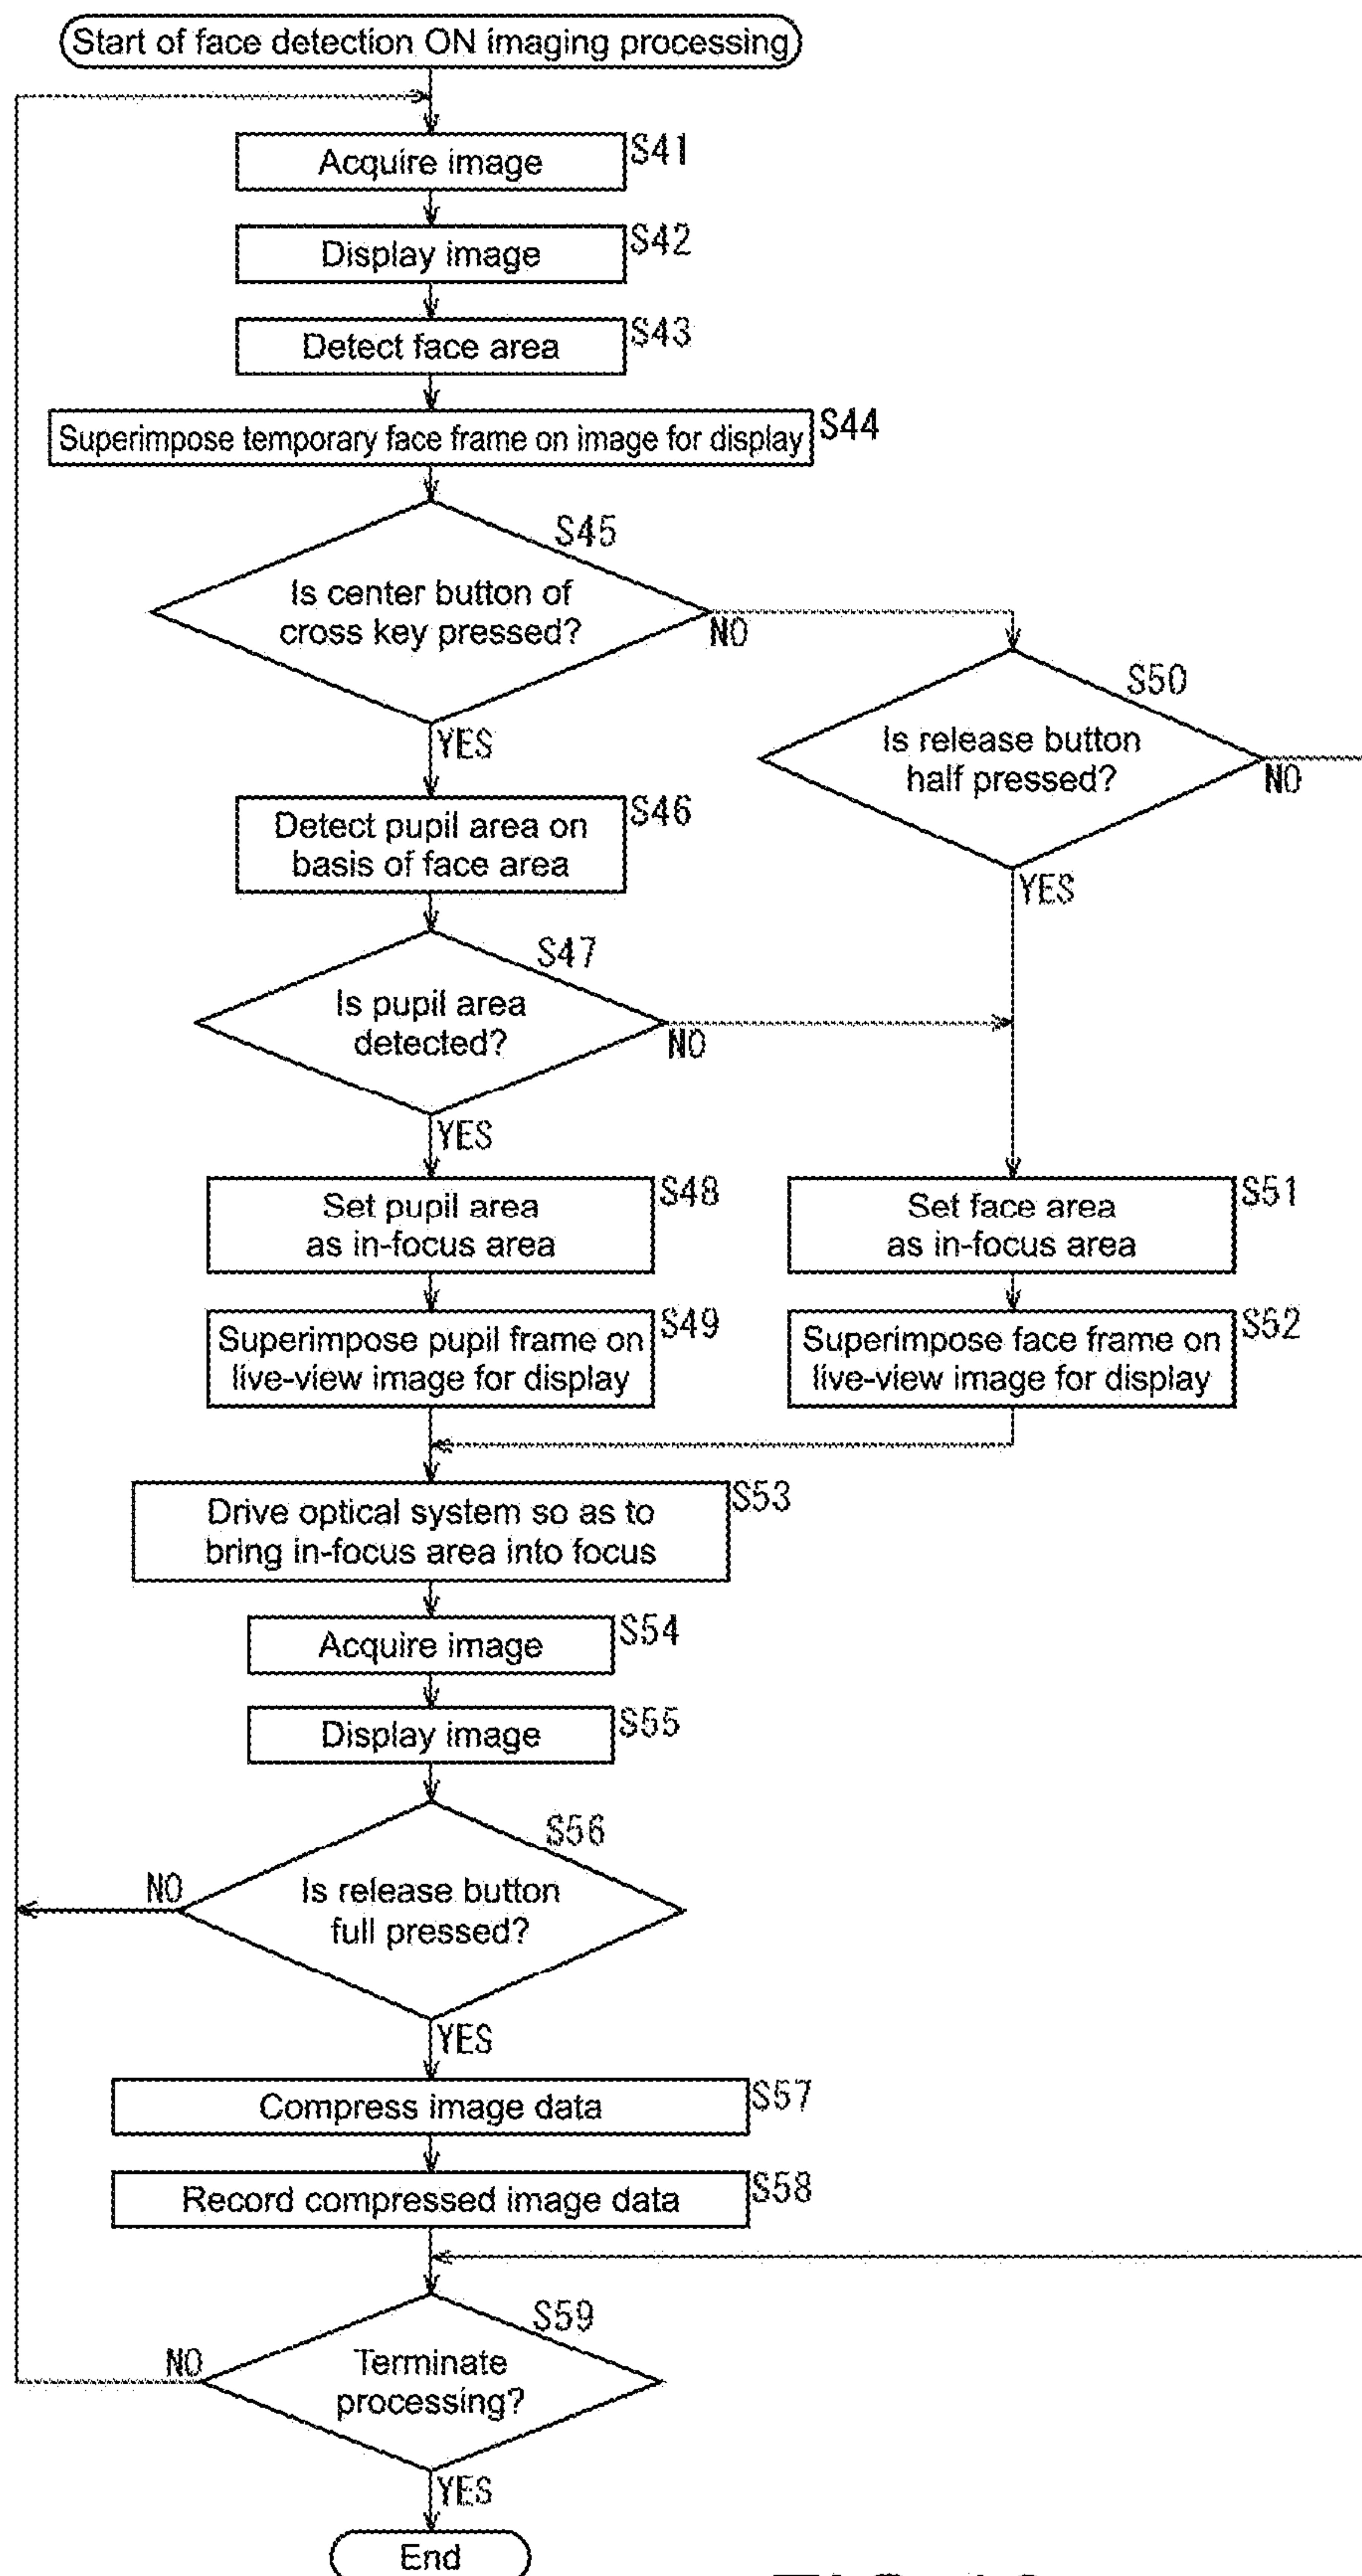 Start of face detection ON imaging processing
S41
Acquire image
S42
Display image
S43
Detect face area
S44
Superimpose temporary face frame on image for display
S45
Is center button of
cross key pressed?
NO
YES
S50
Is release button
half pressed?
NO
YES
S46
Detect pupil area on
basis of face area
S47
Is pupil area
detected?
NO
YES
S48
Set pupil area
as in-focus area
S51
Set face area
as in-focus area
S49
Superimpose pupil frame on
live-view image for display
S52
Superimpose face frame on
live-view image for display
S53
Drive optical system so as to
bring in-focus area into focus
S54
Acquire image
S55
Display image
S56
Is release button
full pressed?
NO
YES
S57
Compress image data
S58
Record compressed image data
S59
Terminate
processing?
NO
YES
End